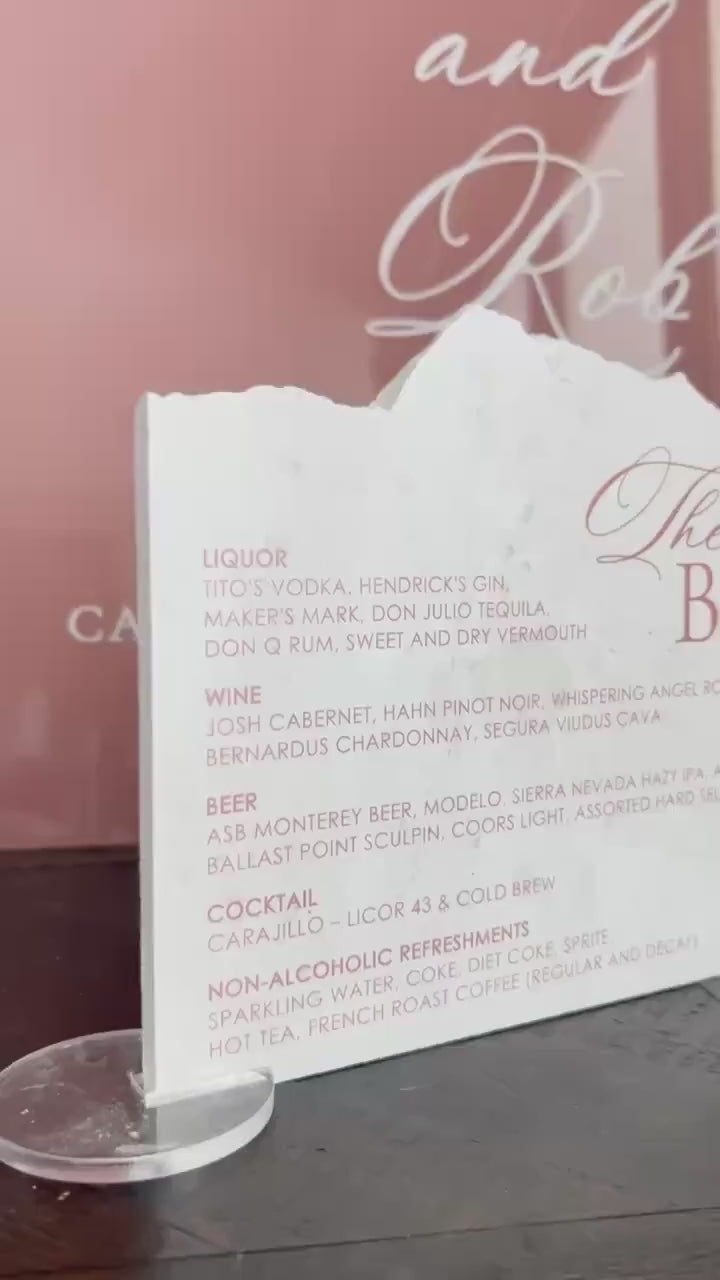 and
Rob
The
B
CA
LIQUOR
TITO'S VODKA, HENDRICK'S GIN,
MAKER'S MARK, DON JULIO TEQUILA,
DON Q RUM, SWEET AND DRY VERMOUTH
WINE
JOSH CABERNET, HAHN PINOT NOIR, WHISPERING ANGEL RO
BERNARDUS CHARDONNAY, SEGURA VIUDUS CAVA
BEER
ASB MONTEREY BEER, MODELO, SIERRA NEVADA HAZY IPA, A
BALLAST POINT SCULPIN, COORS LIGHT, ASSORTED HARD SEL
COCKTAIL
CARAJILLO – LICOR 43 & COLD BREW
NON-ALCOHOLIC REFRESHMENTS
SPARKLING WATER, COKE, DIET COKE, SPRITE
HOT TEA, FRENCH ROAST COFFEE (REGULAR AND DECAF)